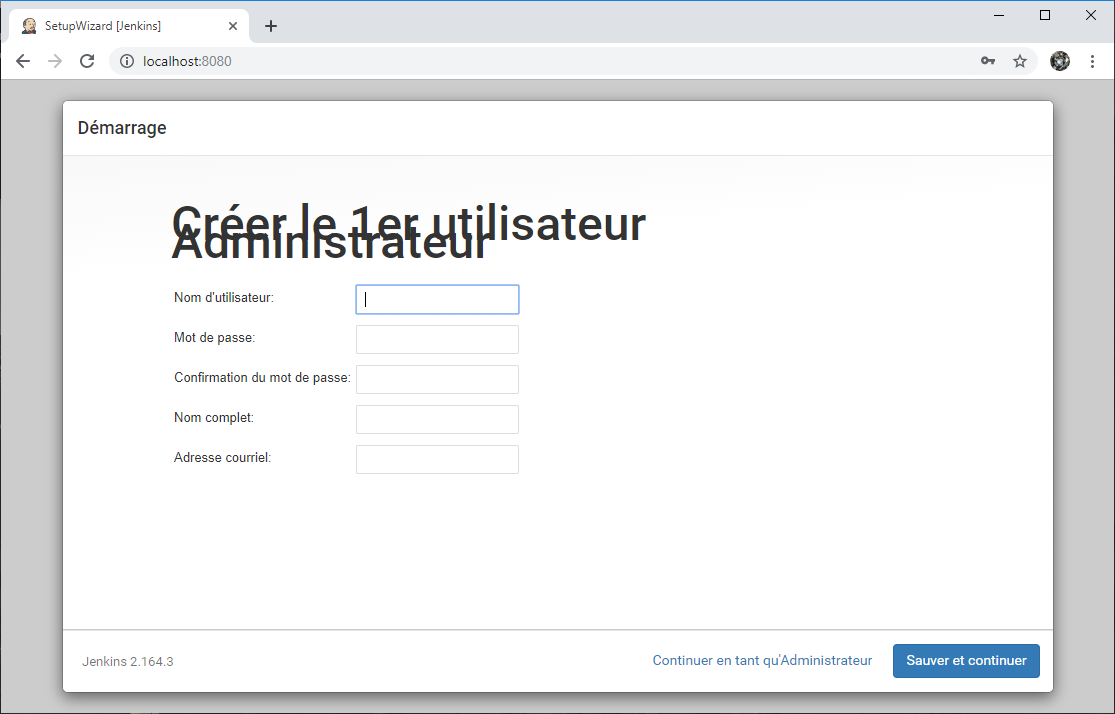 SetupWizard [Jenkins]
localhost:8080
Démarrage
Créer le 1er utilisateur
Administrateur
Nom d'utilisateur:
Mot de passe:
Confirmation du mot de passe:
Nom complet:
Adresse courriel:
Jenkins 2.164.3
Continuer en tant qu'Administrateur
Sauver et continuer